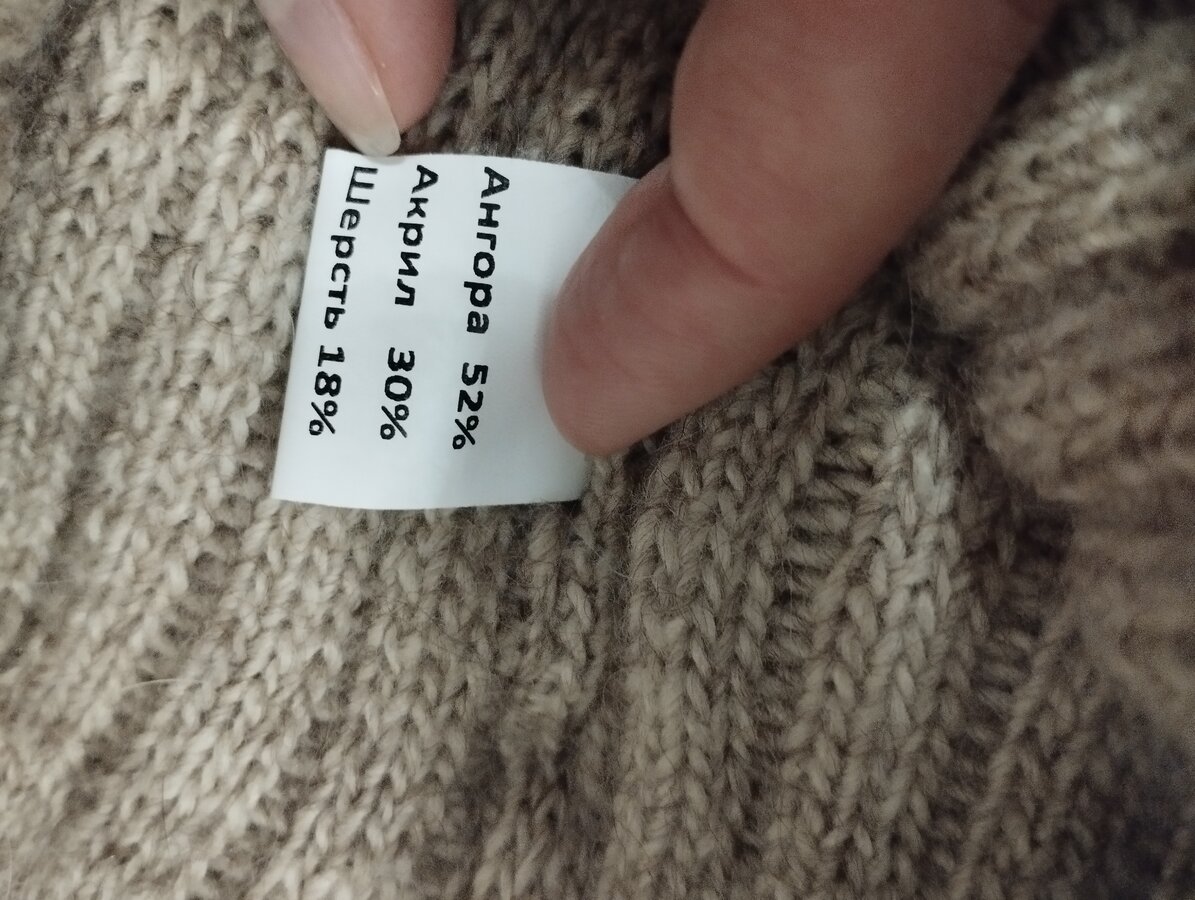 Ангора 52%
Акрил 30%
Шерсть 18%